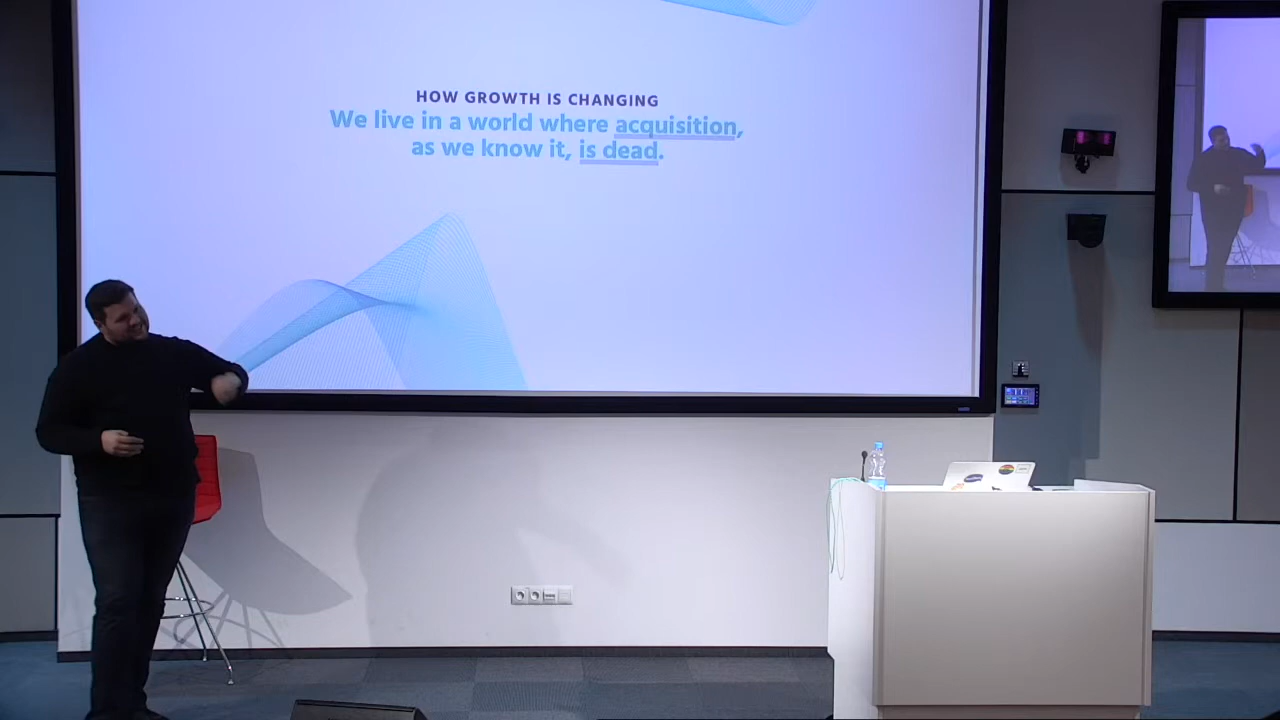 HOW GROWTH IS CHANGING
We live in a world where acquisition,
as we know it, is dead.